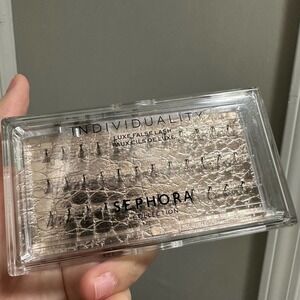 INDIVIDUALITY
LUXE FALSE LASH
FAUX CILS DE LUXE
SEPHORA
COLLECTION